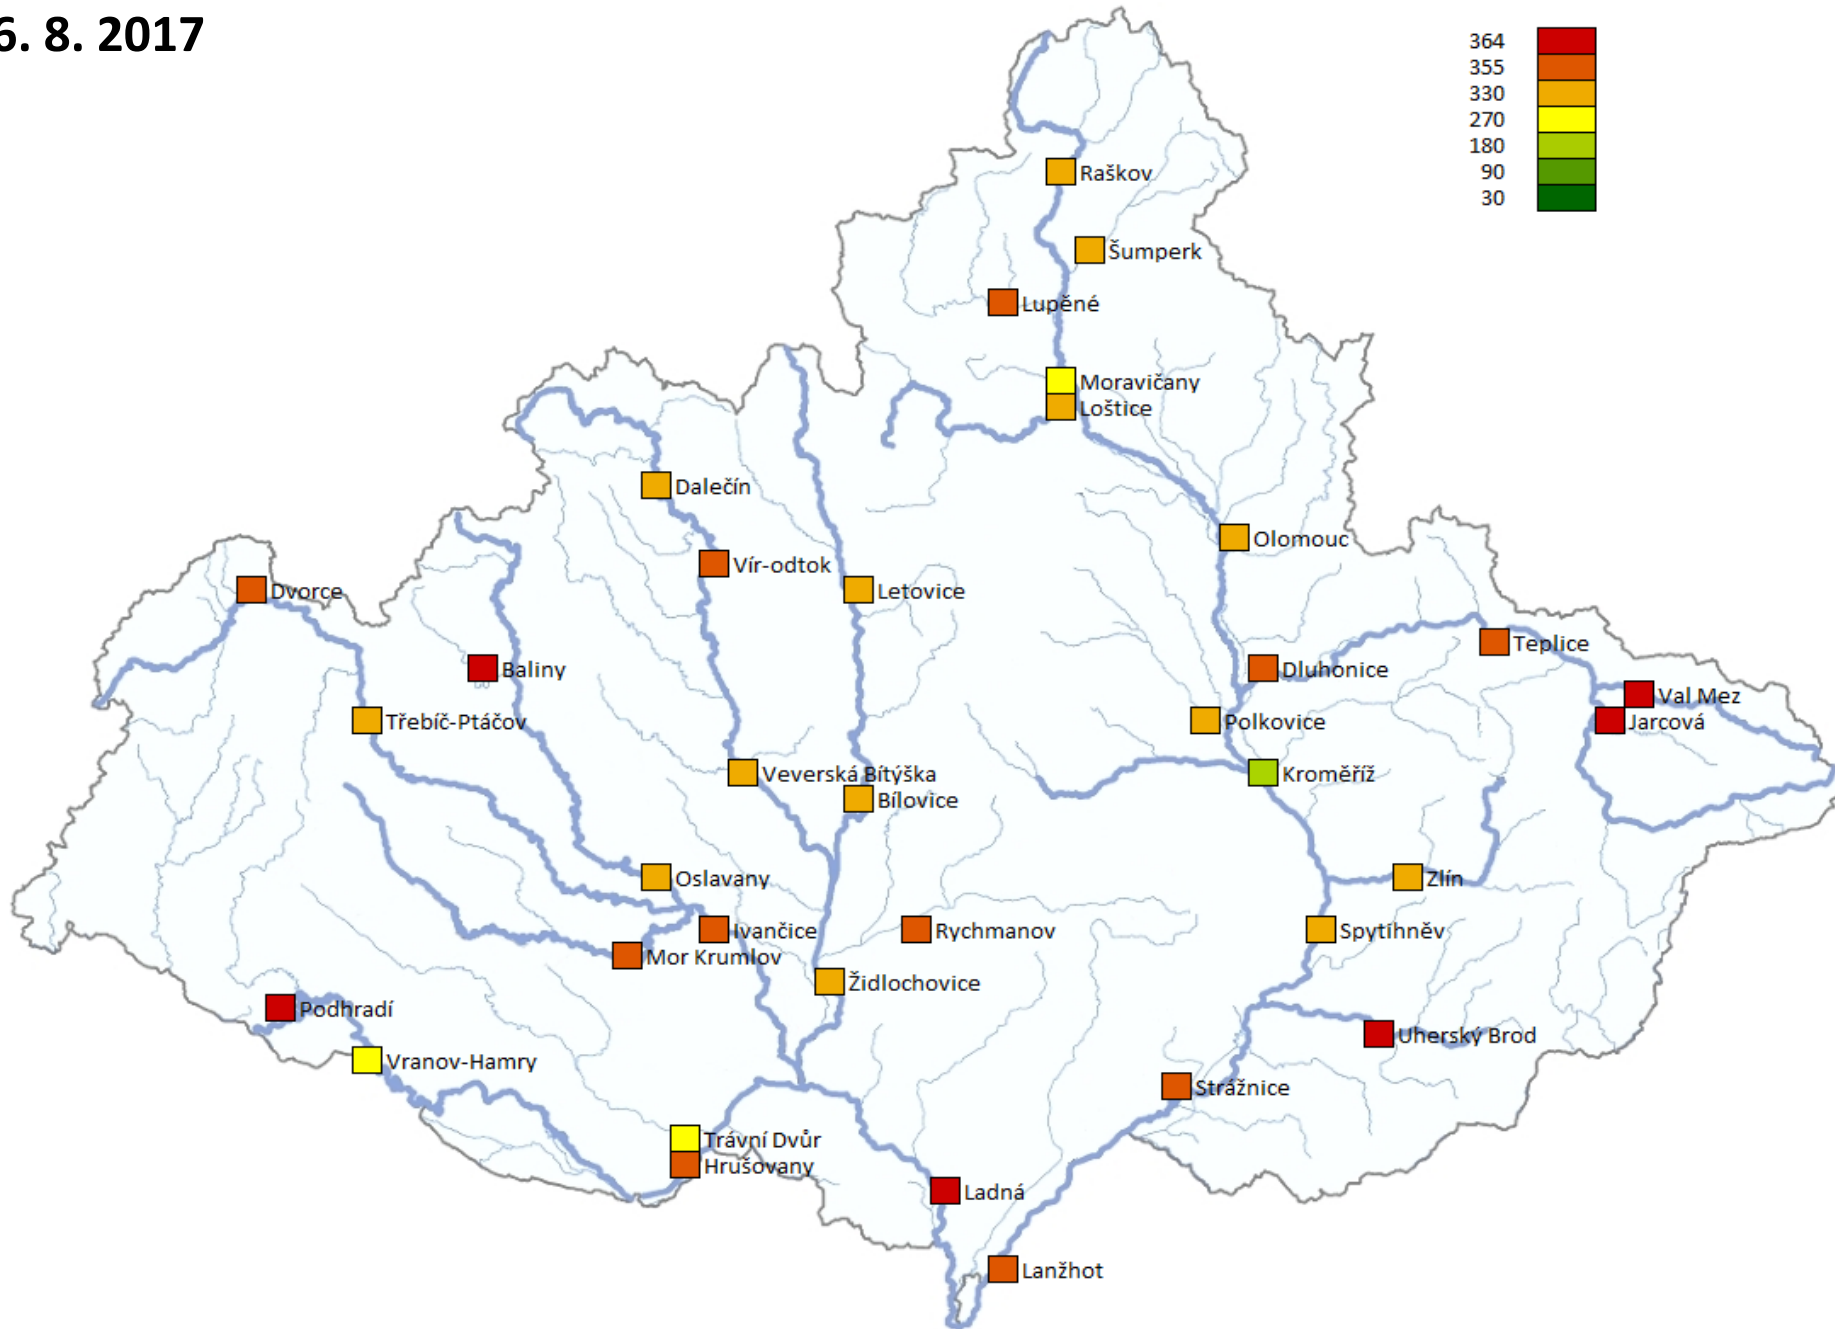 6. 8. 2017
364
355
330
270
180
90
30
Raškov
Šumperk
Lupěné
Moravičany
Loštice
Dalečín
Olomouc
Vír-odtok
Dvorce
Letovice
Teplice
Baliny
Dluhonice
Val Mez
Třebíč-Ptáčov
Polkovice
Jarcová
Veverská Bítýška
Kroměříž
Bílovice
Oslavany
Zlín
Ivančice
Rychmanov
Spytihněv
Mor Krumlov
Židlochovice
Podhradí
Uherský Brod
Vranov-Hamry
Strážnice
Trávní Dvůr
Hrušovany
Ladná
Lanžhot